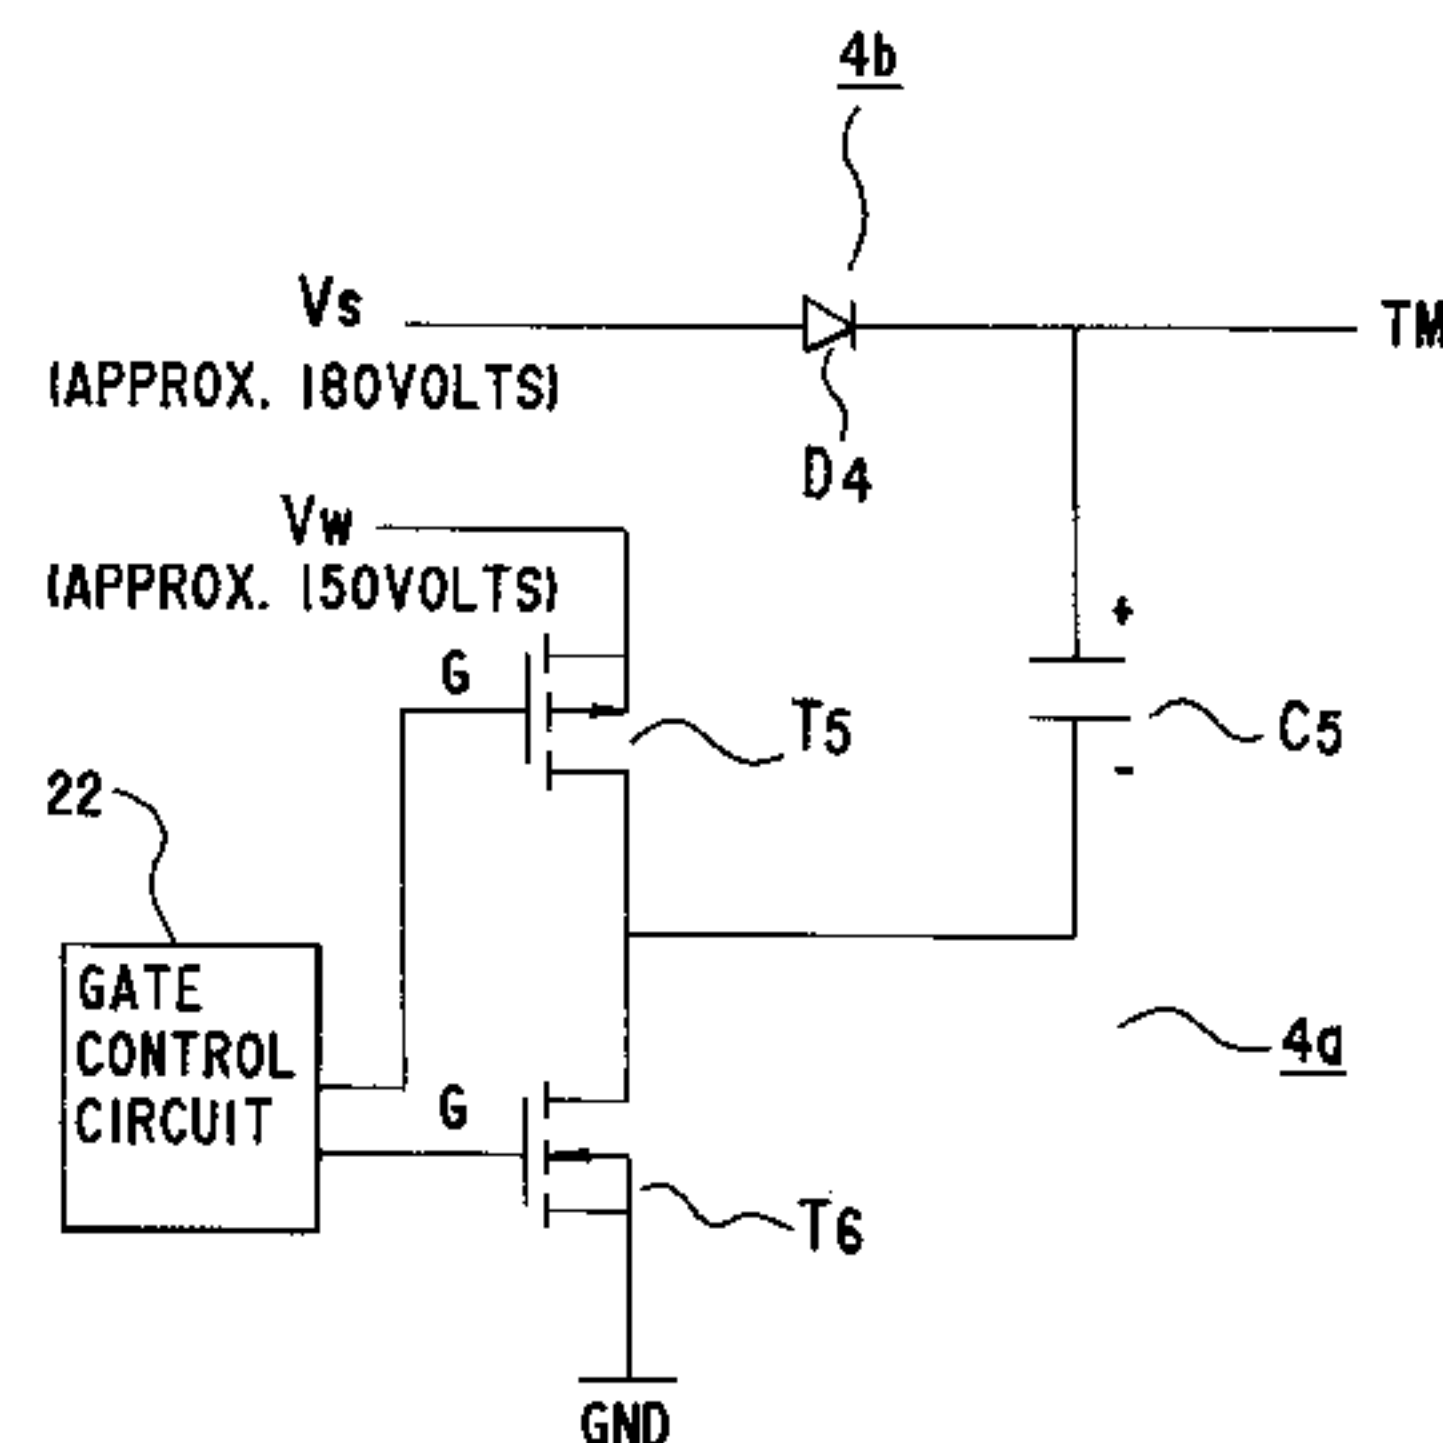 4b
Vs
(APPROX. 180VOLTS)
TM
D4
Vw
(APPROX. 150VOLTS)
+
G
T5
C5
-
22
GATE
CONTROL
CIRCUIT
4a
G
T6
GND